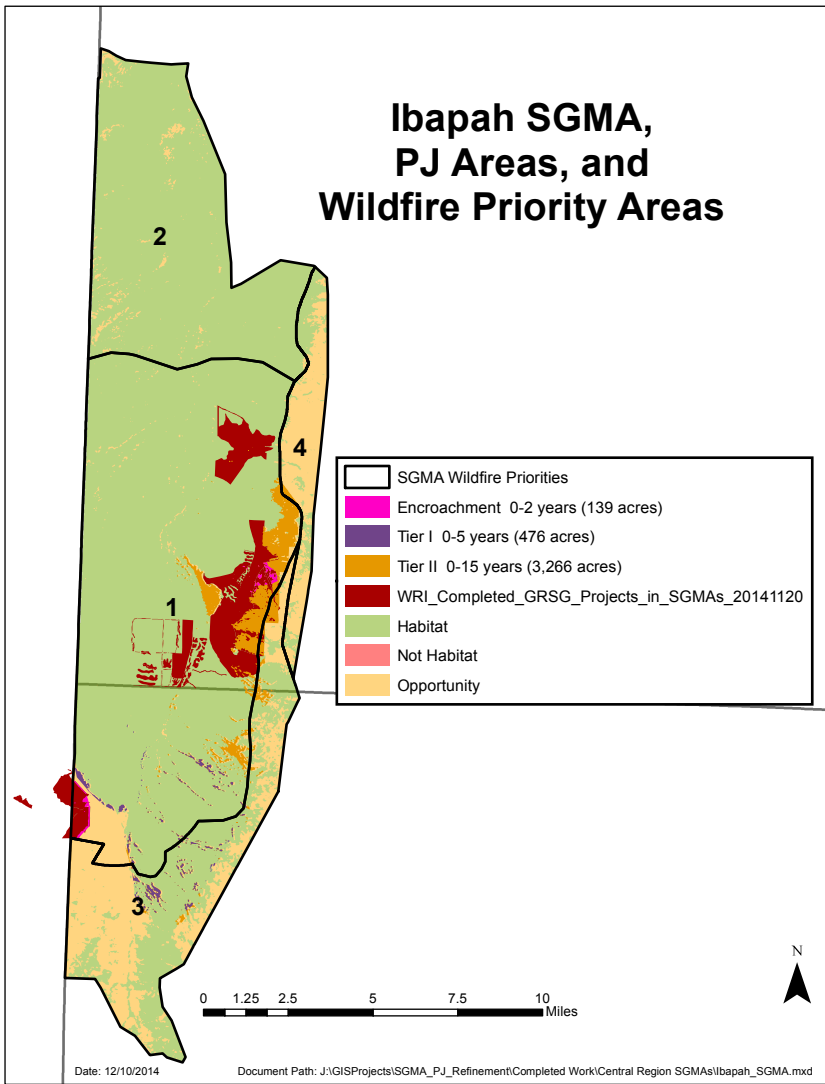 Ibapah SGMA,
PJ Areas, and
Wildfire Priority Areas
2
4
1
3
SGMA Wildfire Priorities
Encroachment 0-2 years (139 acres)
Tier I 0-5 years (476 acres)
Tier II 0-15 years (3,266 acres)
WRI_Completed_GRSG_Projects_in_SGMAs_20141120
Habitat
Not Habitat
Opportunity
N
0 1.25 2.5 5 7.5 10
Miles
Date: 12/10/2014
Document Path: J:\GISProjects\SGMA_PJ_Refinement\Completed Work\Central Region SGMAs\Ibapah_SGMA.mxd